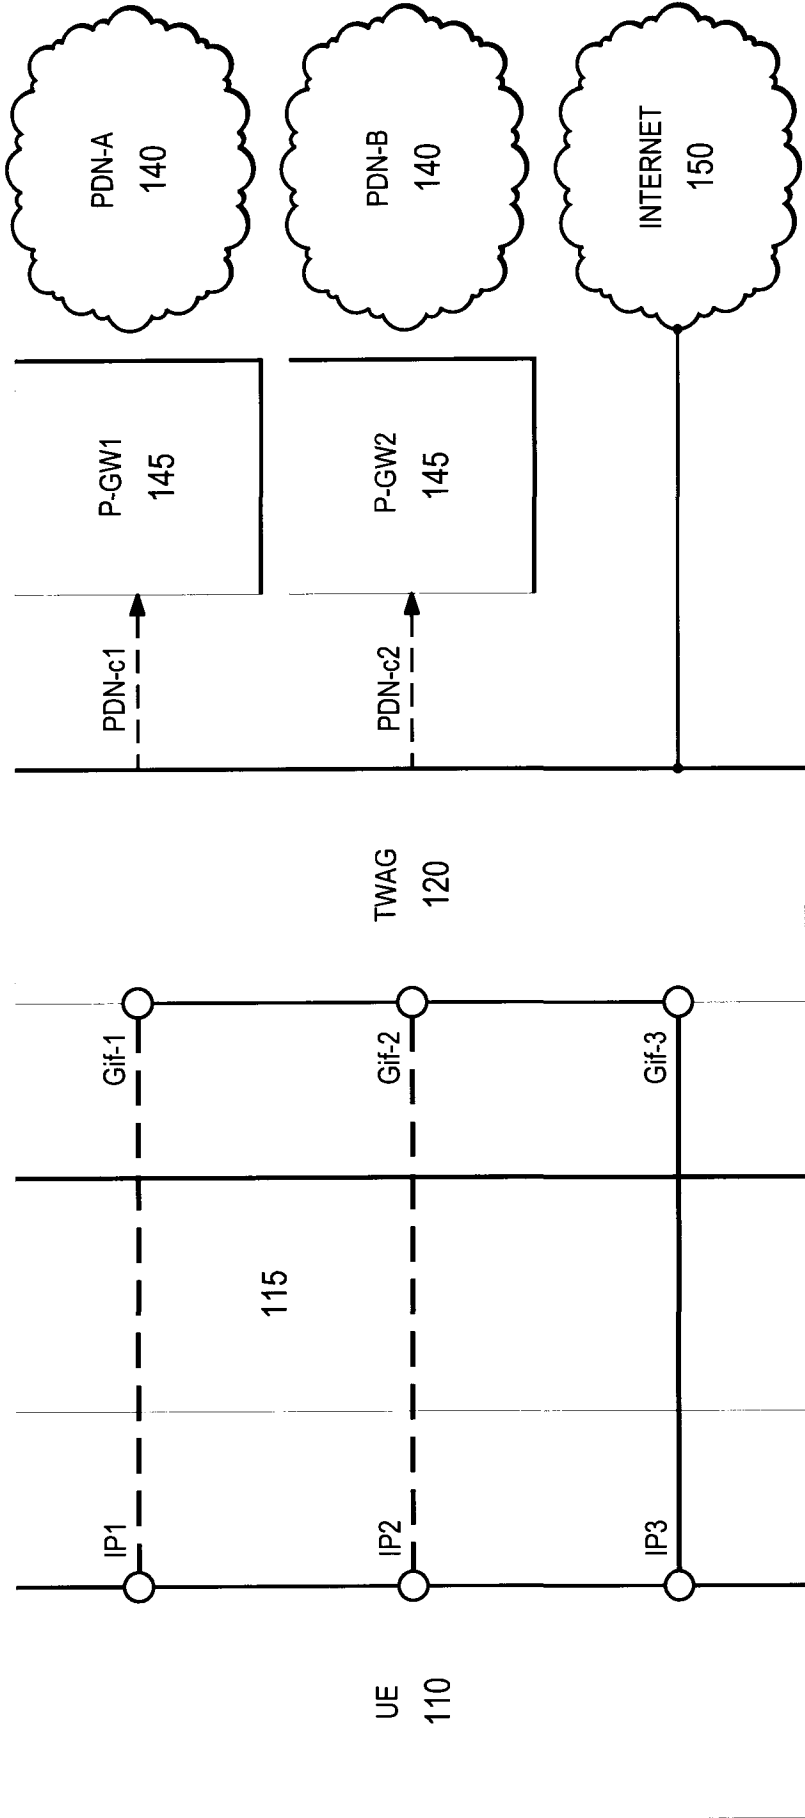 UE
110
IP1
IP2
IP3
115
Gif-1
Gif-2
Gif-3
TWAG
120
PDN-c1
PDN-c2
P-GW1
145
P-GW2
145
PDN-A
140
PDN-B
140
INTERNET
150